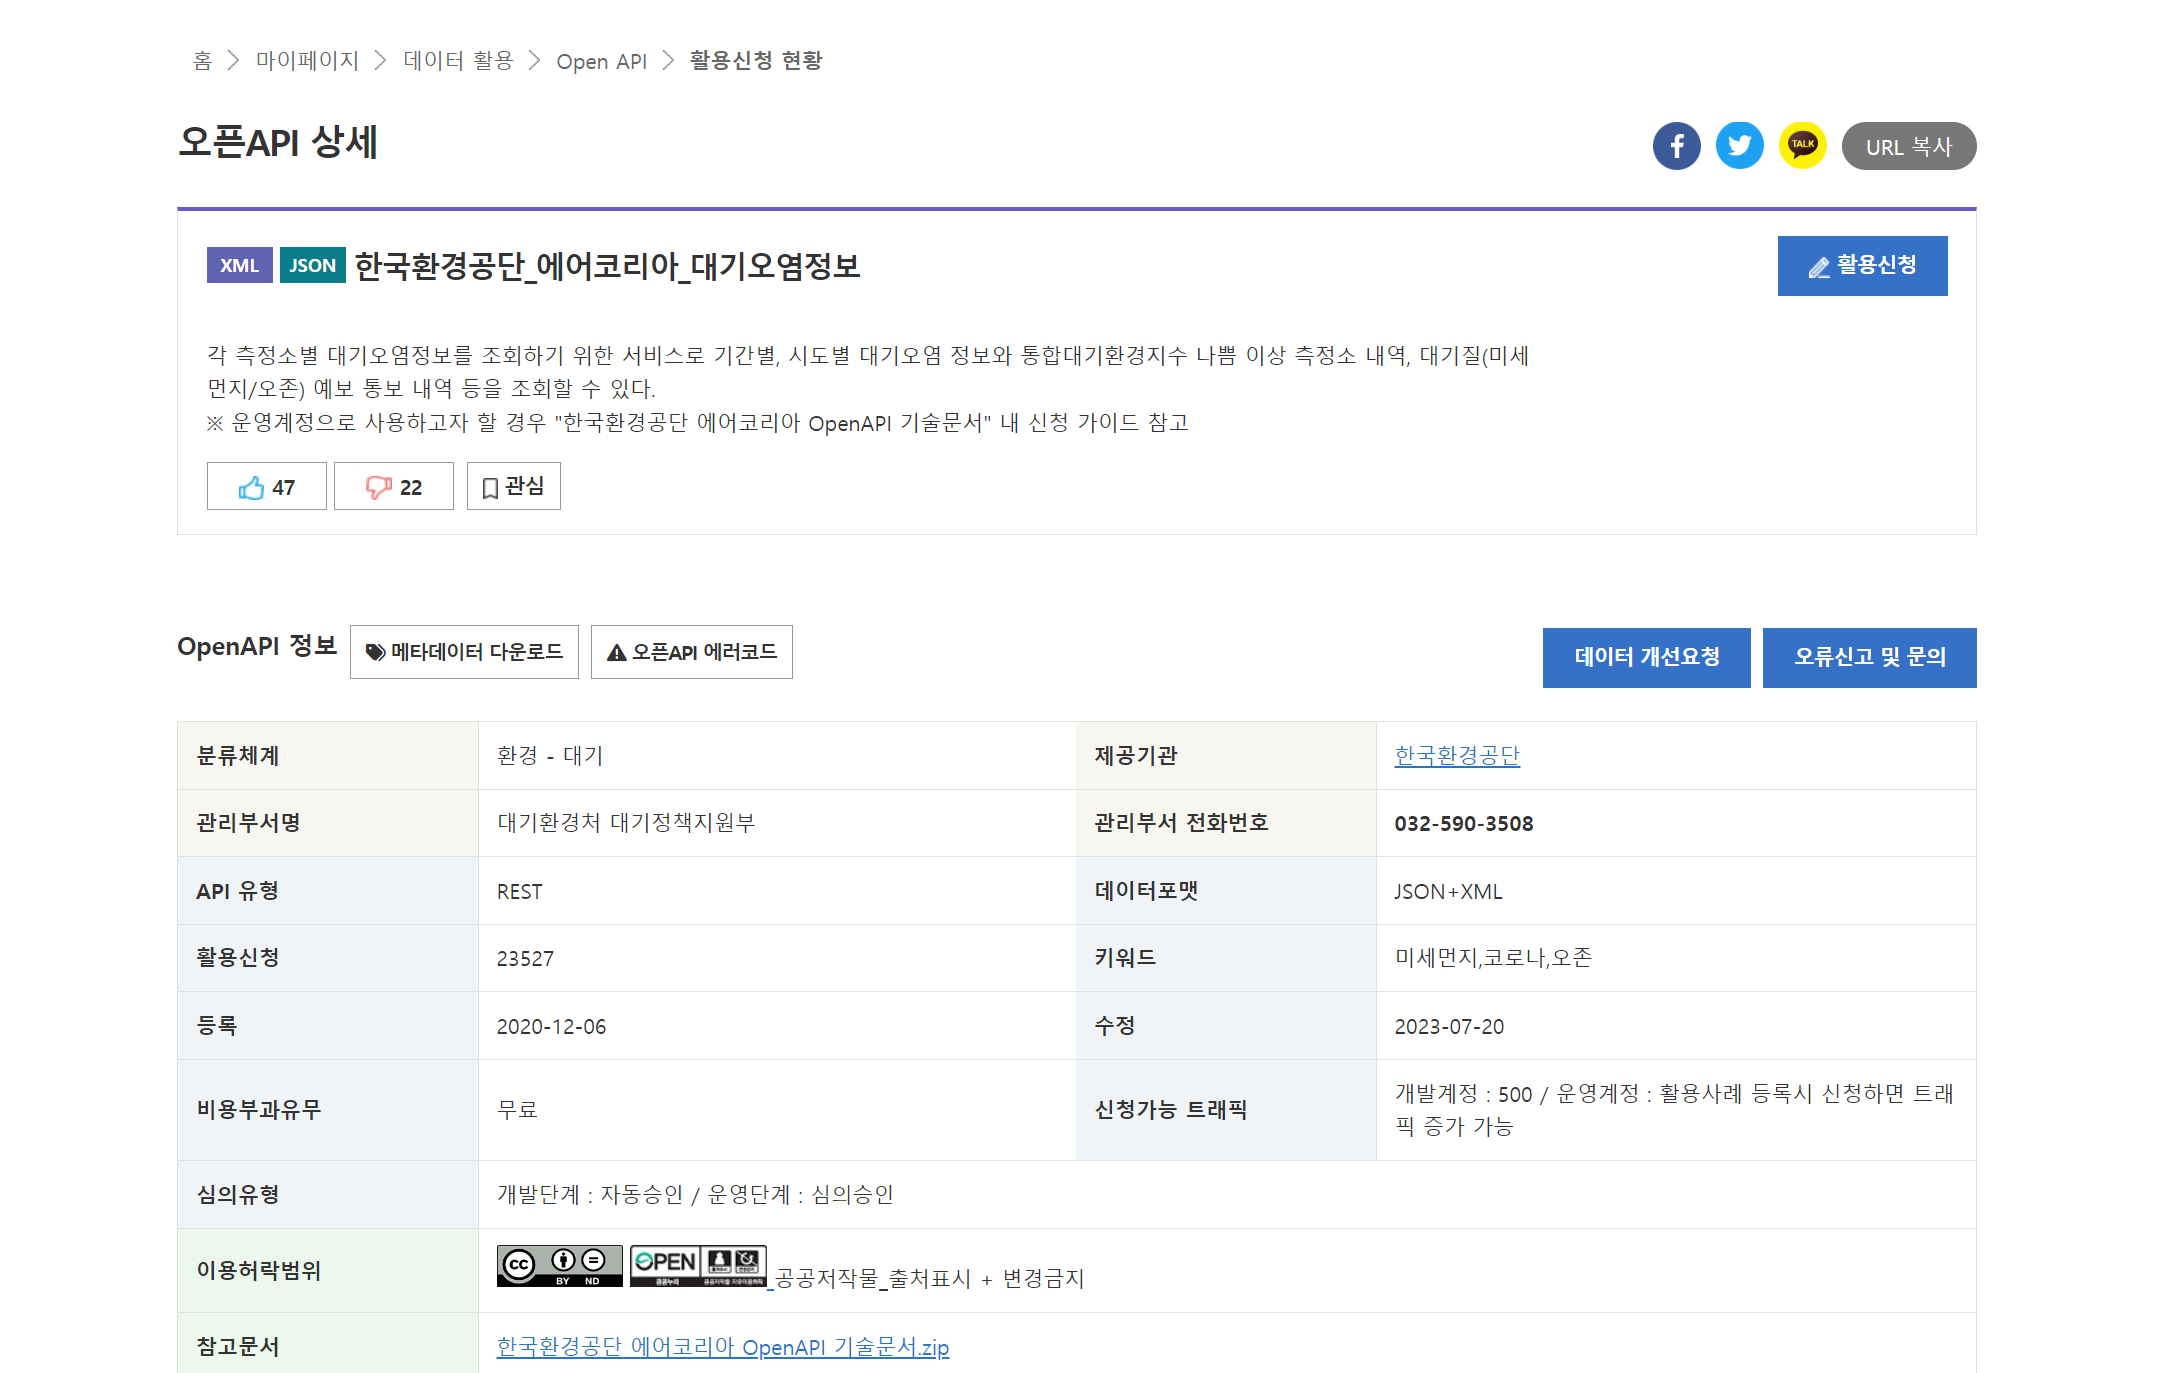 홈 > 마이페이지 > 데이터 활용 > Open API > 활용신청 현황
오픈API 상세
URL 복사
TALK
XML JSON 한국환경공단_에어코리아_대기오염정보
활용신청
각 측정소별 대기오염정보를 조회하기 위한 서비스로 기간별, 시도별 대기오염 정보와 통합대기환경지수 나쁨 이상 측정소 내역, 대기질(미세
먼지/오존) 예보 통보 내역 등을 조회할 수 있다.
※ 운영계정으로 사용하고자 할 경우 "한국환경공단 에어코리아 OpenAPI 기술문서" 내 신청 가이드 참고
47 22 관심
OpenAPI 정보 메타데이터 다운로드 오픈API 에러코드 데이터 개선요청 오류신고 및 문의
분류체계 환경 - 대기 제공기관 한국환경공단
관리부서명 대기환경처 대기정책지원부 관리부서 전화번호 032-590-3508
API 유형 REST 데이터포맷 JSON+XML
활용신청 23527 키워드 미세먼지,코로나,오존
등록 2020-12-06 수정 2023-07-20
비용부과유무 무료 신청가능 트래픽 개발계정 : 500 / 운영계정 : 활용사례 등록시 신청하면 트래
픽 증가 가능
심의유형 개발단계 : 자동승인 / 운영단계 : 심의승인
이용허락범위 cc BY ND OPEN 공공누리 공공저작물_출처표시 + 변경금지
참고문서 한국환경공단 에어코리아 OpenAPI 기술문서.zip